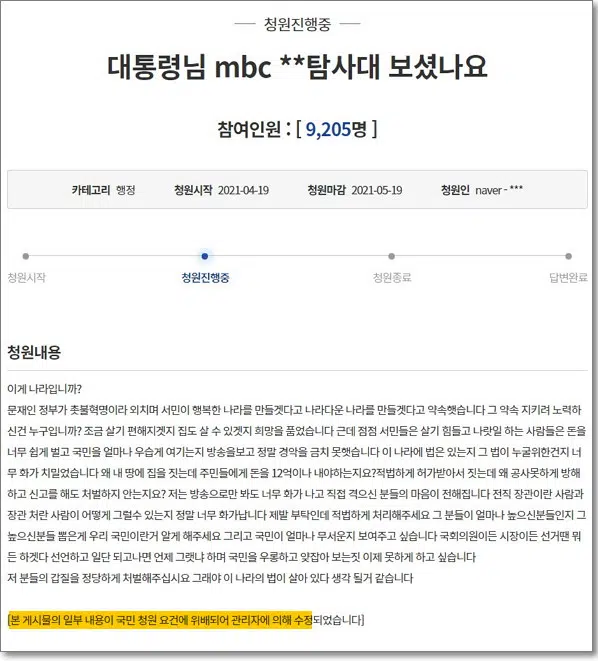 청원진행중
대통령님 mbc **탐사대 보셨나요
참여인원 : [ 9,205명 ]
카테고리 행정 청원시작 2021-04-19 청원마감 2021-05-19 청원인 naver - ***
청원시작 청원진행중 청원종료 답변완료
청원내용
이게 나라입니까?
문재인 정부가 촛불혁명이라 외치며 서민이 행복한 나라를 만들겟다고 나라다운 나라를 만들겟다고 약속햇습니다 그 약속 지키려 노력하
신건 누구입니까? 조금 살기 편해지겟지 집도 살 수 있겟지 희망을 품었습니다 근데 점점 서민들은 살기 힘들고 나랏일 하는 사람들은 돈을
너무 쉽게 벌고 국민을 얼마나 우습게 여기는지 방송을보고 정말 경악을 금치 못했습니다 이 나라에 법은 있는지 그 법이 누굴위한건지 너
무 화가 치밀었습니다 왜 내 땅에 집을 짓는데 주민들에게 돈을 12억이나 내야하는지요?적법하게 허가받아서 짓는데 왜 공사못하게 방해
하고 신고를 해도 처벌하지 안는지요? 저는 방송으로만 봐도 너무 화가 나고 직접 격으신 분들의 마음이 전해집니다 전직 장관이란 사람과
장관 처란 사람이 어떻게 그럴수 있는지 정말 너무 화가납니다 제발 부탁인데 적법하게 처리해주세요 그 분들이 얼마나 높으신분들인지 그
높으신분들 뽑은게 우리 국민이란거 알게 해주세요 그리고 국민이 얼마나 무서운지 보여주고 싶습니다 국회의원이든 시장이든 선거땐 뭐
든 하겟다 선언하고 일단 되고나면 언제 그랫냐 하며 국민을 우롱하고 얒잡아 보는짓 이제 못하게 하고 싶습니다
저 분들의 갑질을 정당하게 처벌해주십시요 그래야 이 나라의 법이 살아 있다 생각 될거 같습니다
[본 게시물의 일부 내용이 국민 청원 요건에 위배되어 관리자에 의해 수정되었습니다]